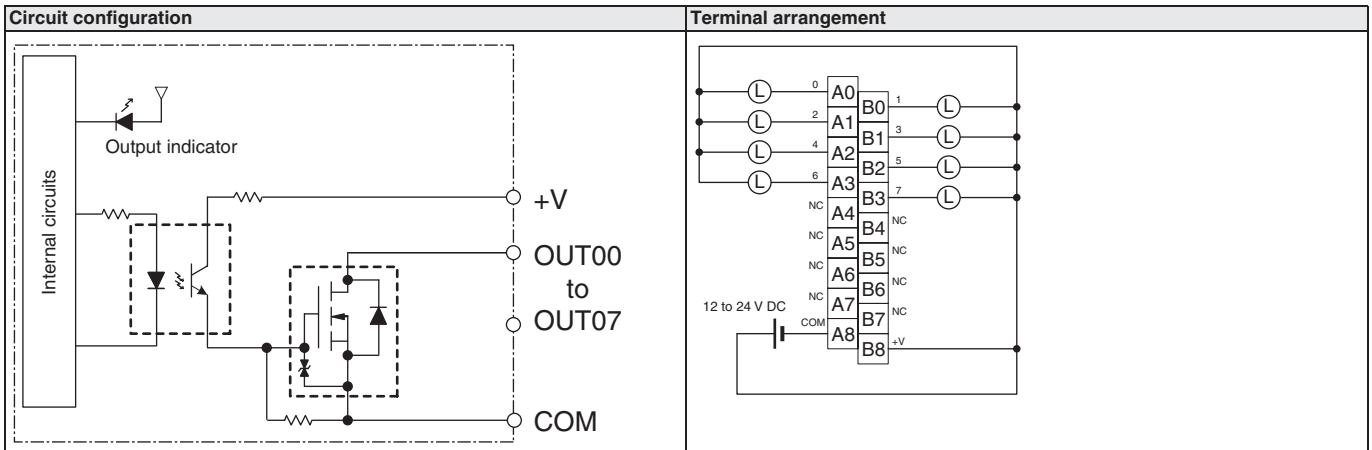 Circuit configuration
Terminal arrangement
Internal circuits
Output indicator
+V
OUT00
to
OUT07
COM
0 A0
B0 1
2 A1
B1 3
4 A2
B2 5
6 A3
B3 7
NC A4
B4 NC
NC A5
B5 NC
NC A6
B6 NC
NC A7
B7 NC
12 to 24 V DC
COM A8
B8 +V
L L
L L
L L
L L